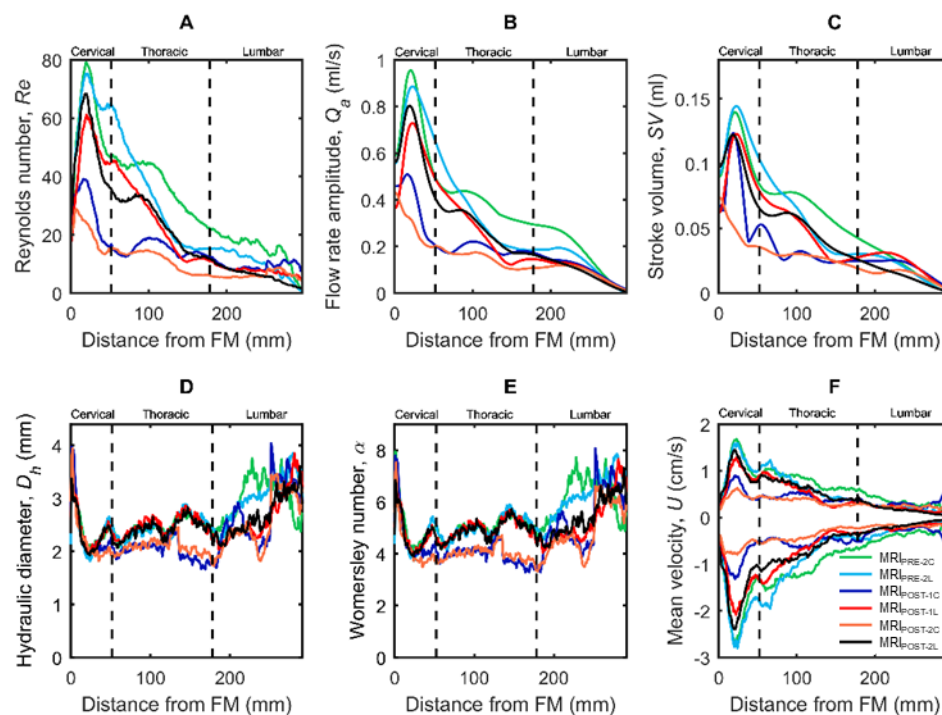 A
B
C
Cervical Thoracic Lumbar
Cervical Thoracic Lumbar
Cervical Thoracic Lumbar
Reynolds number, Re
80
60
40
20
0
0 100 200
Distance from FM (mm)
Flow rate amplitude, Qa (ml/s)
1
0.8
0.6
0.4
0.2
0
0 100 200
Distance from FM (mm)
Stroke volume, SV (ml)
0.15
0.1
0.05
0
0 100 200
Distance from FM (mm)
D
E
F
Cervical Thoracic Lumbar
Cervical Thoracic Lumbar
Cervical Thoracic Lumbar
Hydraulic diameter, Dh (mm)
4
3
2
1
0
0 100 200
Distance from FM (mm)
Womersley number, α
8
6
4
2
0
0 100 200
Distance from FM (mm)
Mean velocity, U (cm/s)
2
1
0
-1
-2
-3
0 100 200
Distance from FM (mm)
MRIPRE-2C
MRIPRE-2L
MRIPOST-1C
MRIPOST-1L
MRIPOST-2C
MRIPOST-2L